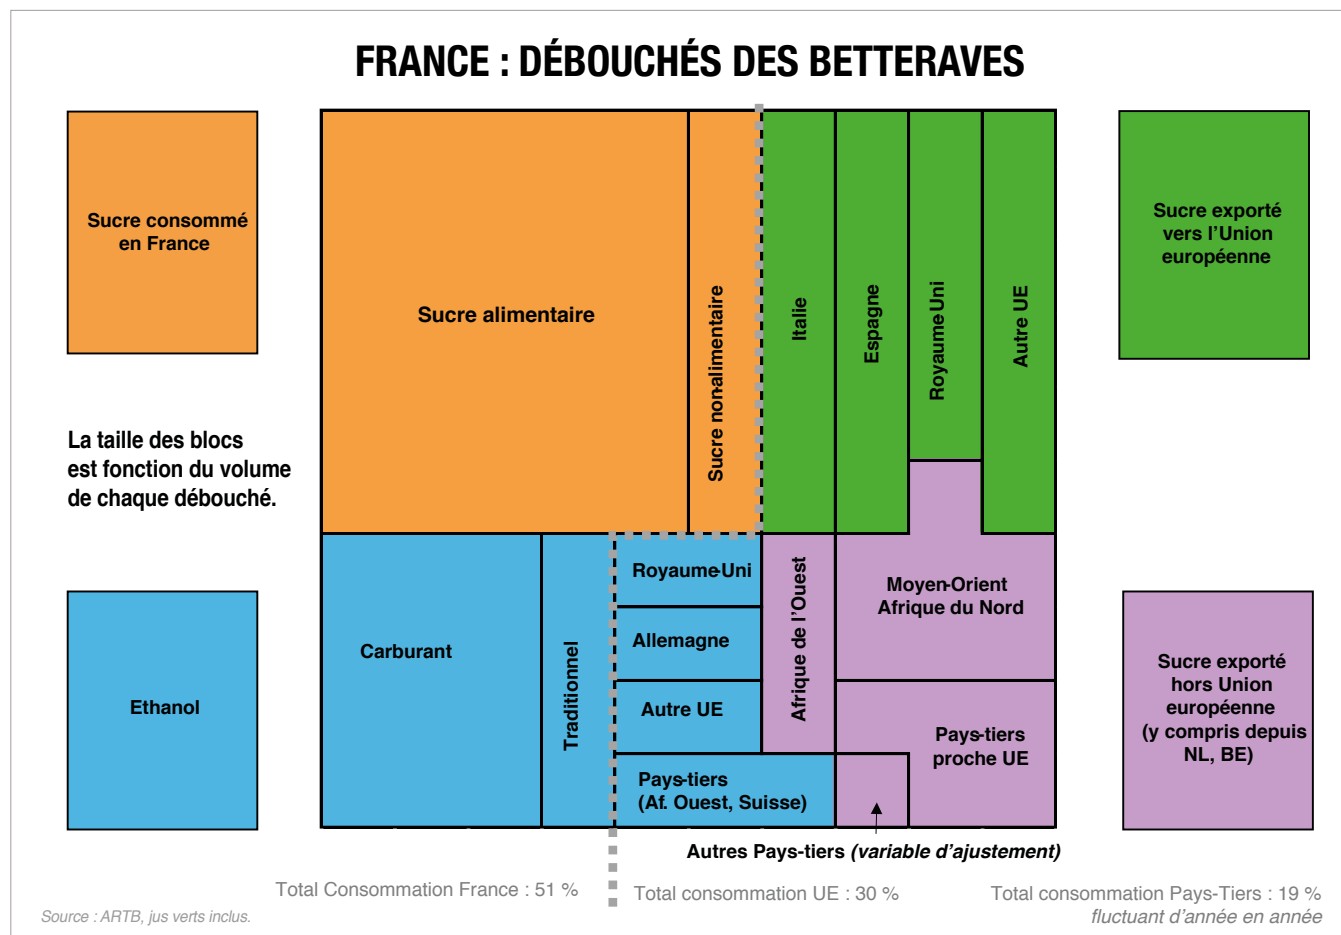 FRANCE : DÉBOUCHÉS DES BETTERAVES
Sucre consommé
en France
Sucre alimentaire
Sucre non-alimentaire
Italie
Espagne
Royaume-Uni
Autre UE
Sucre exporté
vers l'Union
européenne
La taille des blocs
est fonction du volume
de chaque débouché.
Ethanol
Carburant
Traditionnel
Royaume-Uni
Allemagne
Autre UE
Pays-tiers
(Af. Ouest, Suisse)
Afrique de l'Ouest
Moyen-Orient
Afrique du Nord
Pays-tiers
proche UE
Sucre exporté
hors Union
européenne
(y compris depuis
NL, BE)
Autres Pays-tiers (variable d'ajustement)
Total Consommation France : 51 %
Total consommation UE : 30 %
Total consommation Pays-Tiers : 19 %
fluctuant d'année en année
Source : ARTB, jus verts inclus.